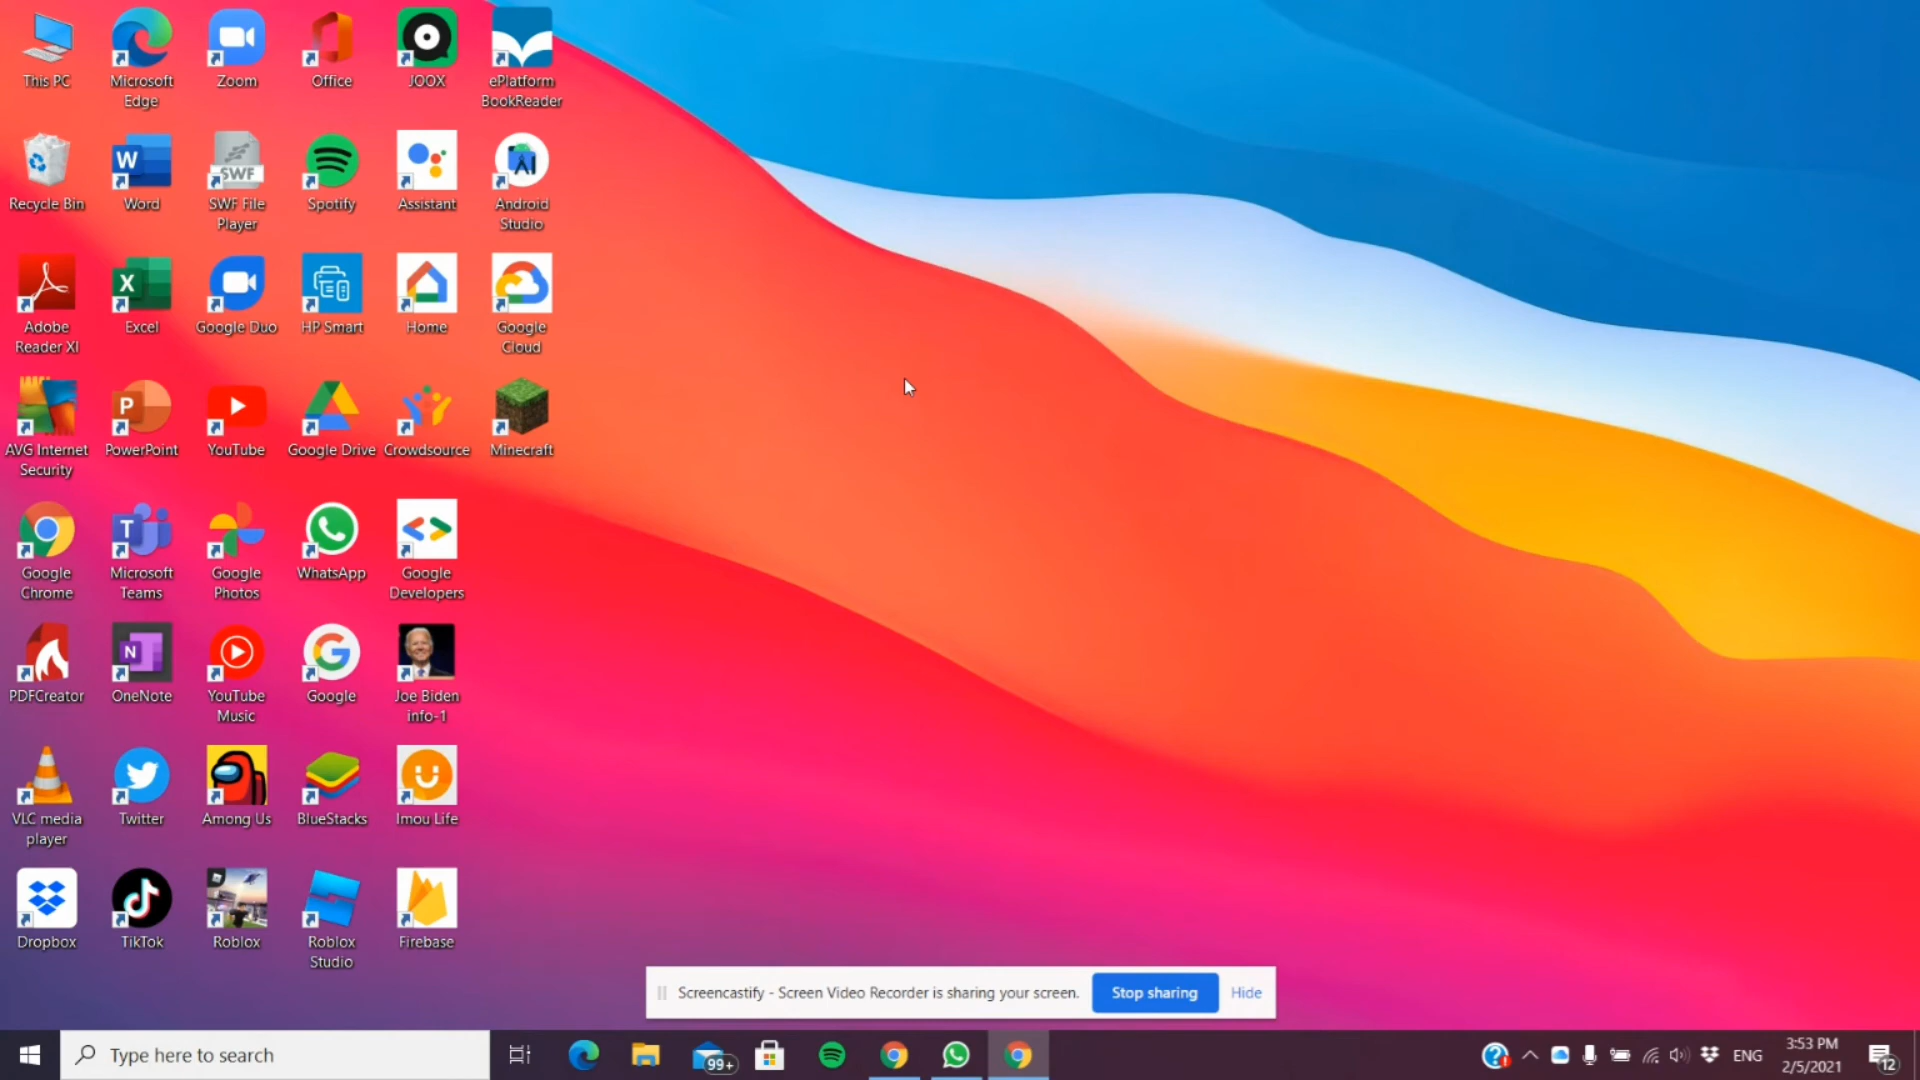 This PC
Microsoft
Edge
Zoom
Office
JOOX
ePlatform
BookReader
Recycle Bin
W
Word
SWF
SWF File
Player
Spotify
Assistant
Android
Studio
Adobe
Reader XI
X
Excel
Google Duo
HP Smart
Home
Google
Cloud
AVG Internet
Security
P
PowerPoint
YouTube
Google Drive
Crowdsource
Minecraft
Google
Chrome
T
Microsoft
Teams
Google
Photos
WhatsApp
Google
Developers
PDFCreator
N
OneNote
YouTube
Music
G
Google
Joe Biden
info-1
VLC media
player
Twitter
Among Us
BlueStacks
Imou Life
Dropbox
TikTok
Roblox
Roblox
Studio
Firebase
Screencastify - Screen Video Recorder is sharing your screen.
Stop sharing
Hide
Type here to search
99+
ENG
3:53 PM
2/5/2021
12